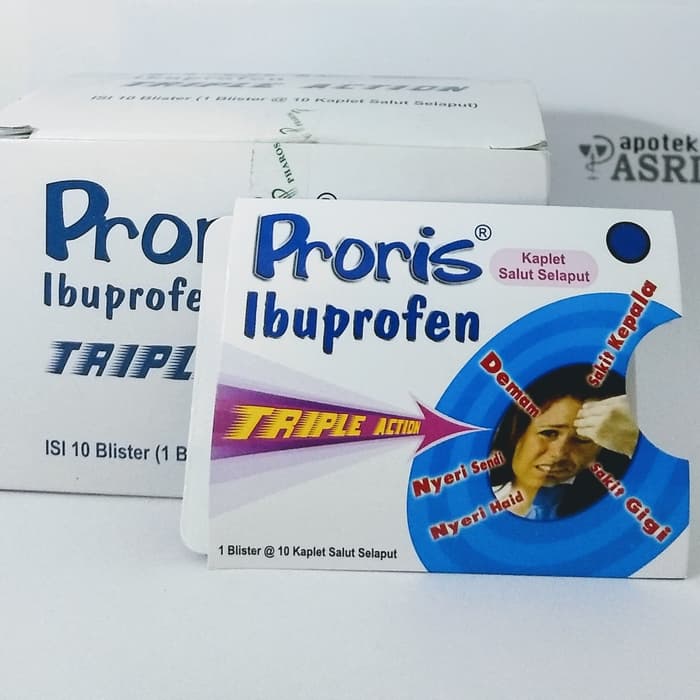 TRIPLE ACTION
ISI 10 Blister (1 Blister @ 10 Kaplet Salut Selaput)
PHAROS
apotek
ASRI
Pror
Ibuprofe
TRIPL
ISI 10 Blister (1 B
Proris®
Kaplet
Salut Selaput
Ibuprofen
TRIPLE ACTION
Demam
Sakit Kepala
Nyeri Sendi
Nyeri Haid
Sakit Gigi
1 Blister @ 10 Kaplet Salut Selaput